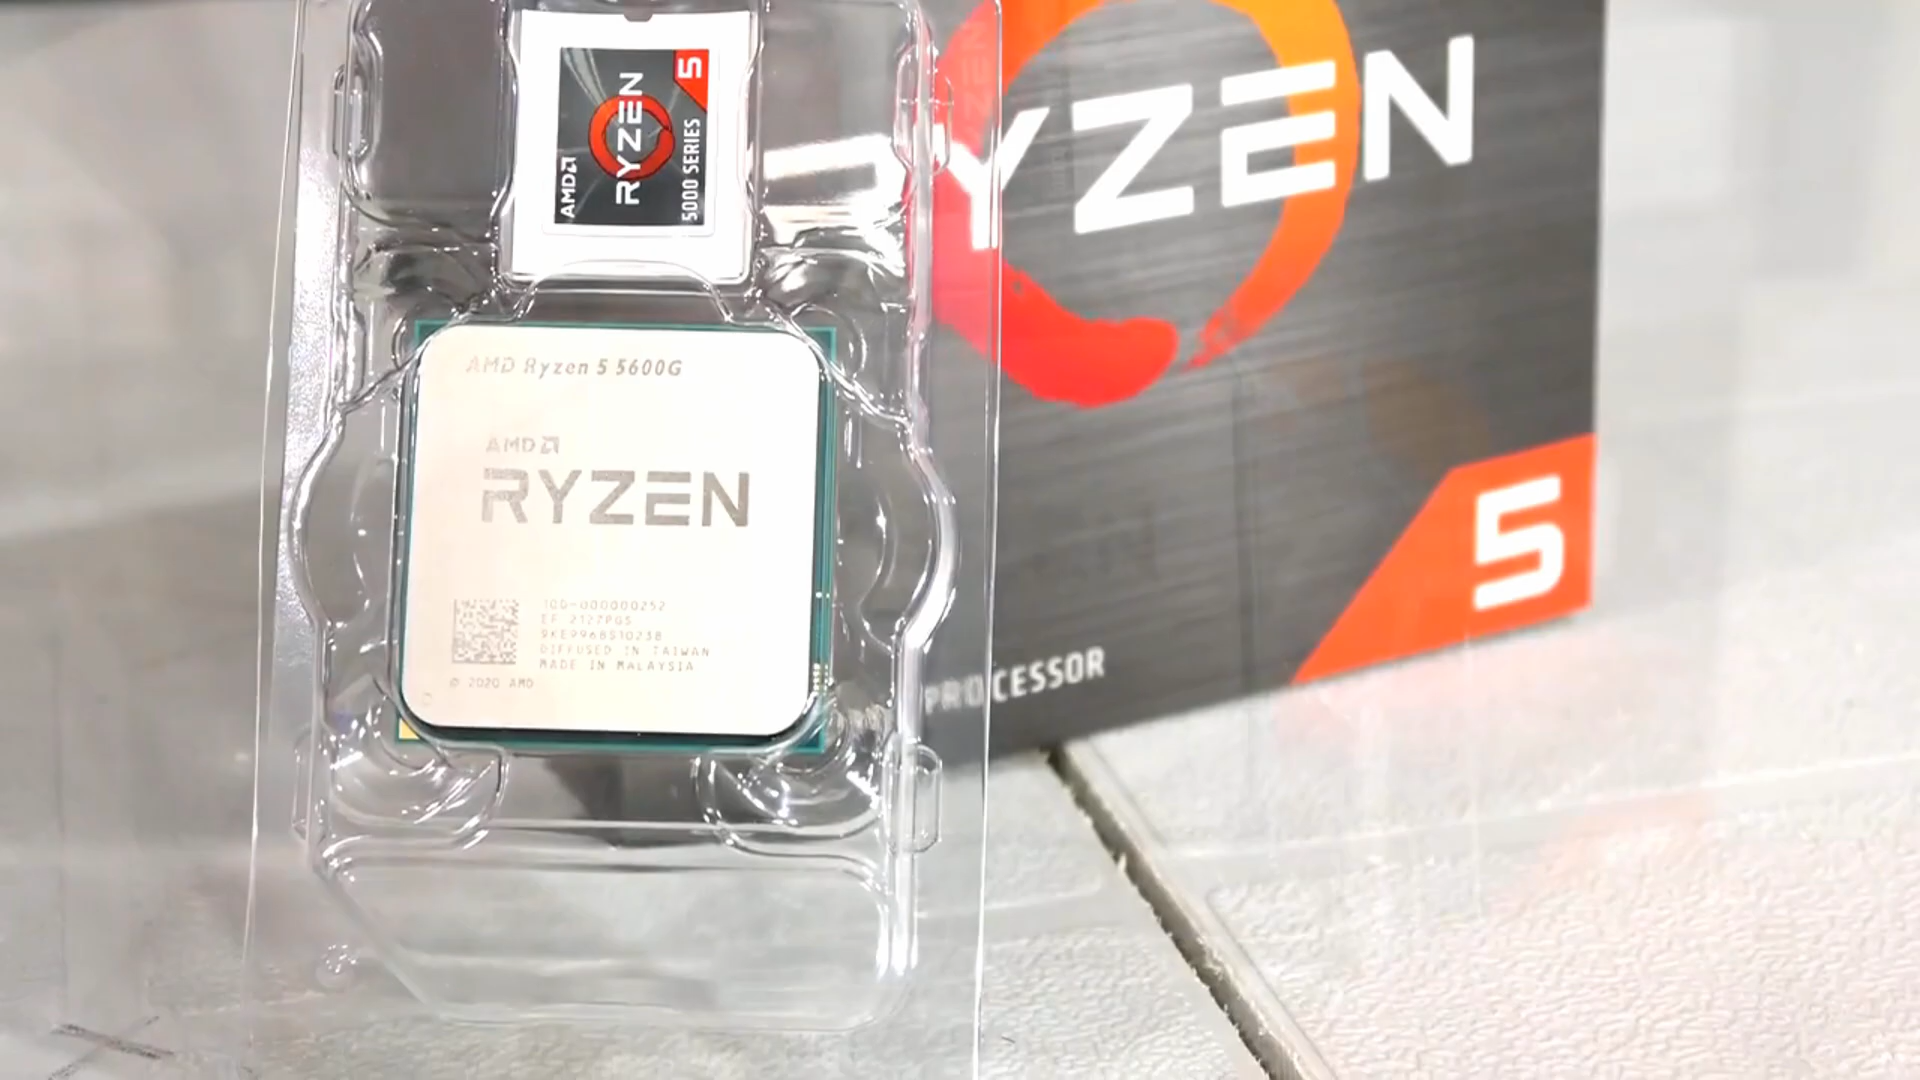 AMD
RYZEN
5
5000 SERIES
RYZEN
5
PROCESSOR
AMD Ryzen 5 5600G
AMD
RYZEN
100-000000252
EF 2127PGS
9KE9968S10238
DIFFUSED IN TAIWAN
MADE IN MALAYSIA
© 2020 AMD